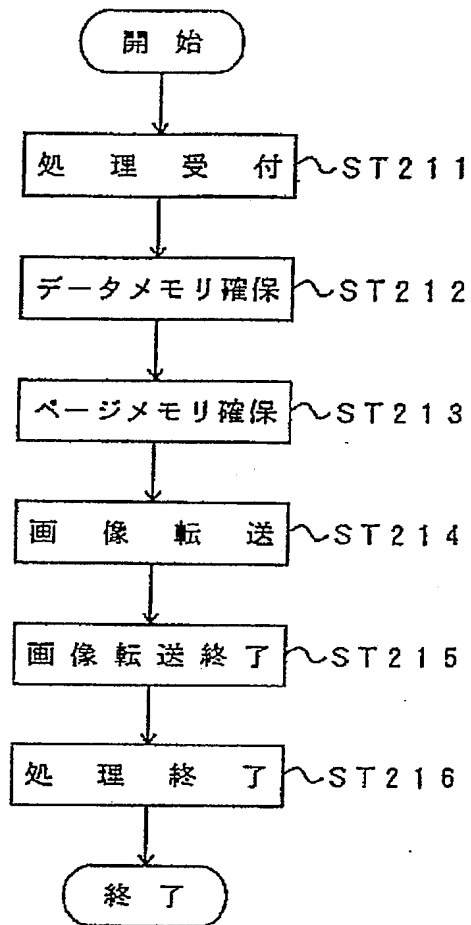 開始
処理受付 ST211
データメモリ確保 ST212
ページメモリ確保 ST213
画像転送 ST214
画像転送終了 ST215
処理終了 ST216
終了